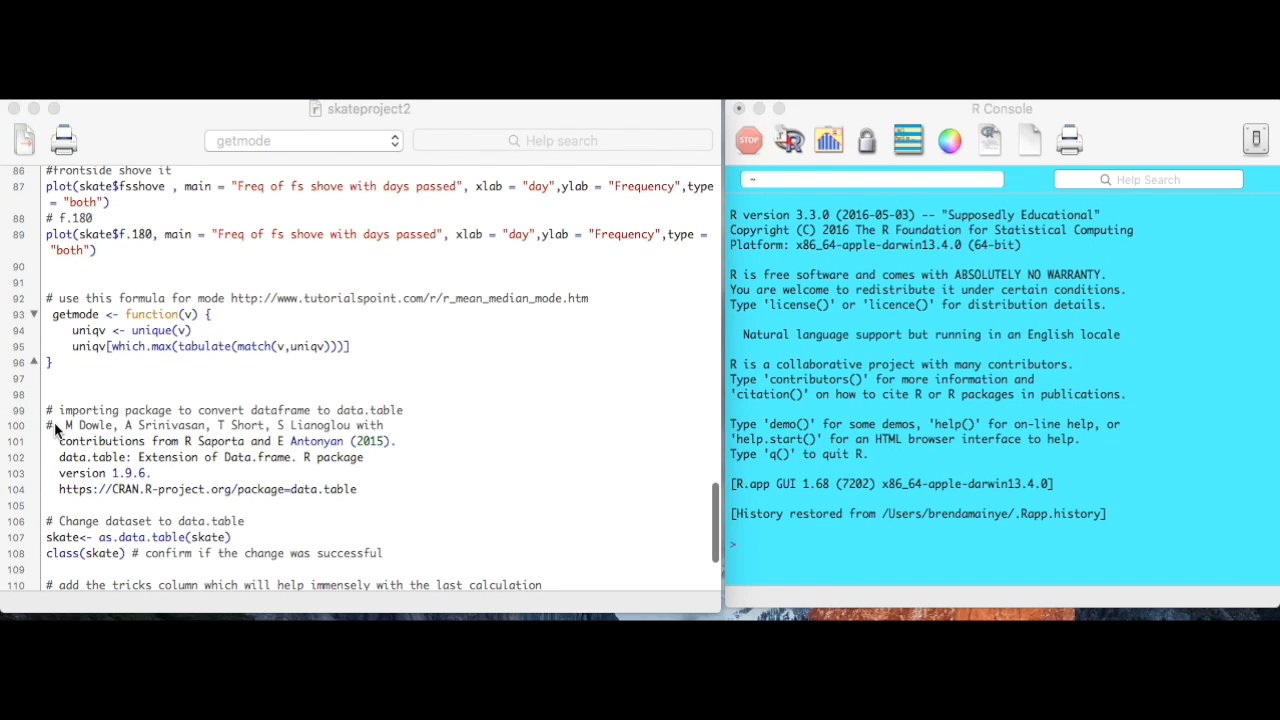 skateproject2
getmode
Help search
86 #frontside shove it
87 plot(skate$fsshove , main = "Freq of fs shove with days passed", xlab = "day",ylab = "Frequency",type
= "both")
88 # f.180
89 plot(skate$f.180, main = "Freq of fs shove with days passed", xlab = "day",ylab = "Frequency",type =
"both")
90
91
92 # use this formula for mode http://www.tutorialspoint.com/r/r_mean_median_mode.htm
93 getmode <- function(v) {
94 uniqv <- unique(v)
95 uniqv[which.max(tabulate(match(v,uniqv)))]
96 }
97
98
99 # importing package to convert dataframe to data.table
100 # M Dowle, A Srinivasan, T Short, S Lianoglou with
101 contributions from R Saporta and E Antonyan (2015).
102 data.table: Extension of Data.frame. R package
103 version 1.9.6.
104 https://CRAN.R-project.org/package=data.table
105
106 # Change dataset to data.table
107 skate<- as.data.table(skate)
108 class(skate) # confirm if the change was successful
109
110 # add the tricks column which will help immensely with the last calculation
R Console
STOP
~
Help Search
R version 3.3.0 (2016-05-03) -- "Supposedly Educational"
Copyright (C) 2016 The R Foundation for Statistical Computing
Platform: x86_64-apple-darwin13.4.0 (64-bit)
R is free software and comes with ABSOLUTELY NO WARRANTY.
You are welcome to redistribute it under certain conditions.
Type 'license()' or 'licence()' for distribution details.
Natural language support but running in an English locale
R is a collaborative project with many contributors.
Type 'contributors()' for more information and
'citation()' on how to cite R or R packages in publications.
Type 'demo()' for some demos, 'help()' for on-line help, or
'help.start()' for an HTML browser interface to help.
Type 'q()' to quit R.
[R.app GUI 1.68 (7202) x86_64-apple-darwin13.4.0]
[History restored from /Users/brendamainye/.Rapp.history]
>